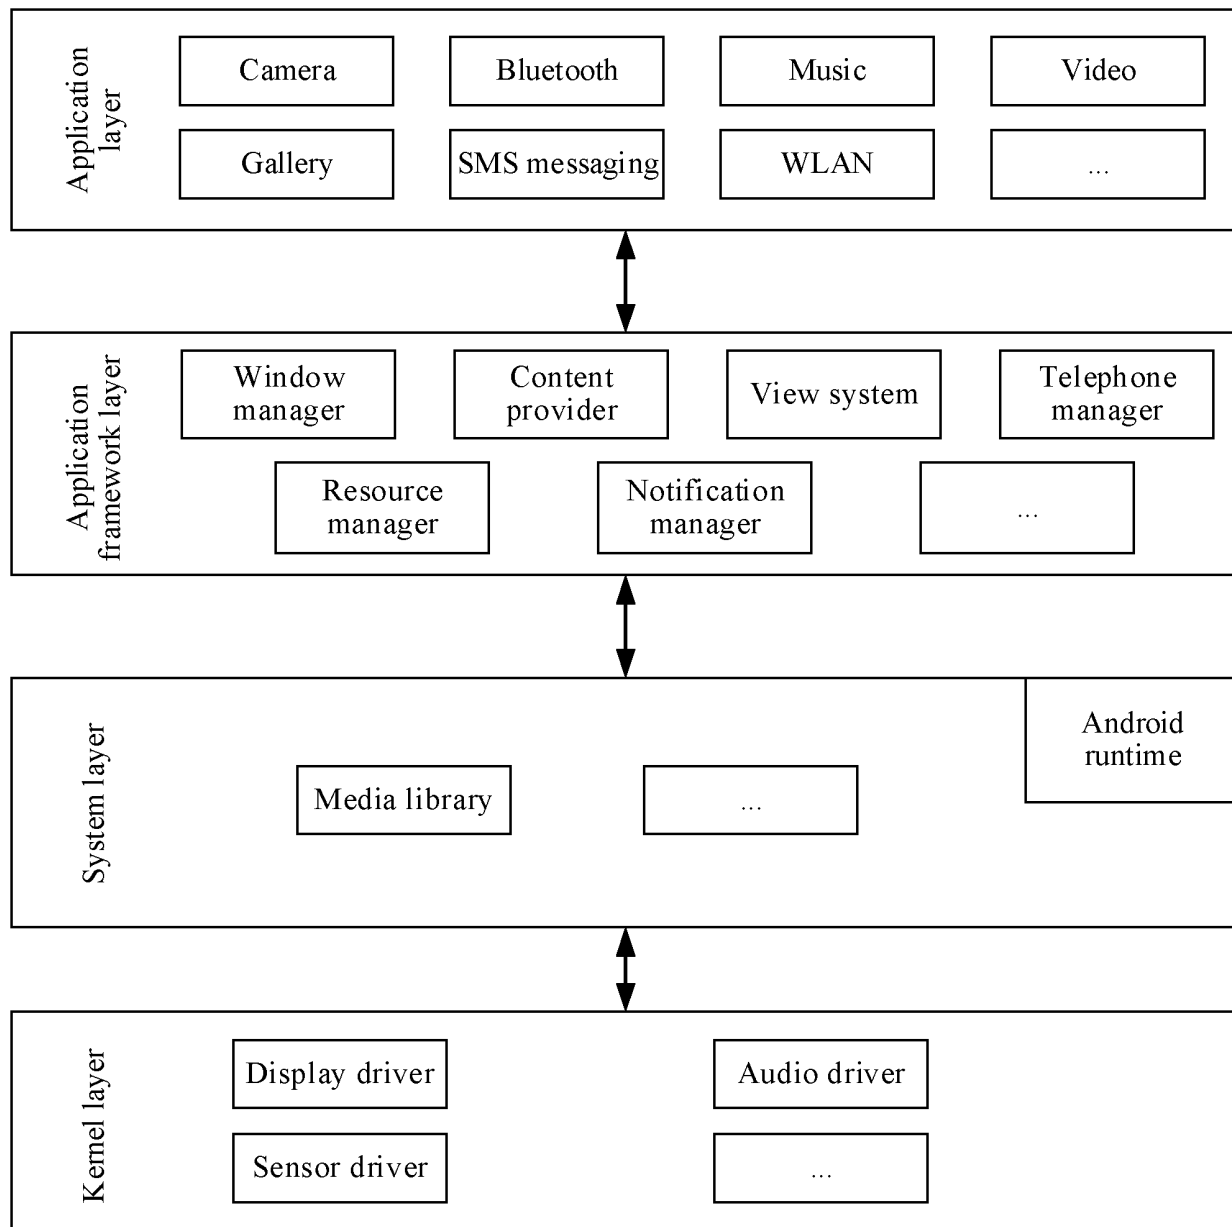 Application
layer
Camera
Bluetooth
Music
Video
Gallery
SMS messaging
WLAN
...
Application
framework layer
Window
manager
Content
provider
View system
Telephone
manager
Resource
manager
Notification
manager
...
System layer
Media library
...
Android
runtime
Kernel layer
Display driver
Audio driver
Sensor driver
...